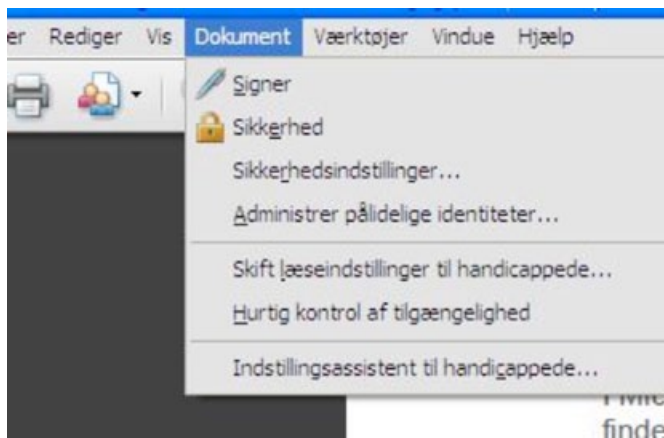 er Rediger Vis Dokument Værktøjer Vindue Hjælp
Signer
Sikkerhed
Sikkerhedsindstillinger...
Administrer pålidelige identiteter...
Skift læseindstillinger til handicappede...
Hurtig kontrol af tilgængelighed
Indstillingsassistent til handicappede...
finde